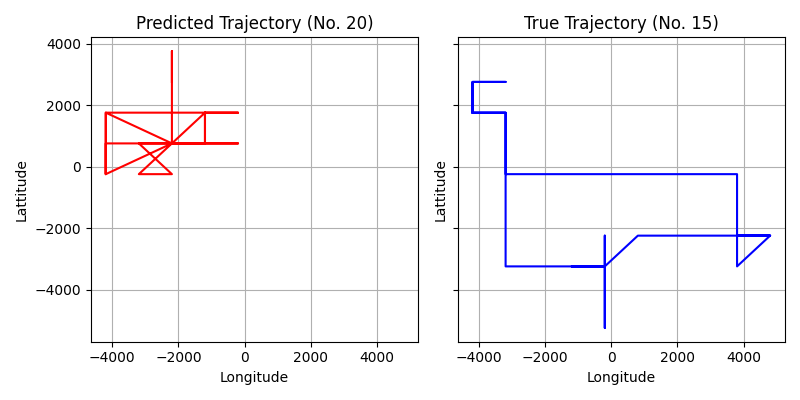 Predicted Trajectory (No. 20)
True Trajectory (No. 15)
4000
2000
0
−2000
−4000
Lattitude
Lattitude
−4000 −2000 0 2000 4000
−4000 −2000 0 2000 4000
Longitude
Longitude